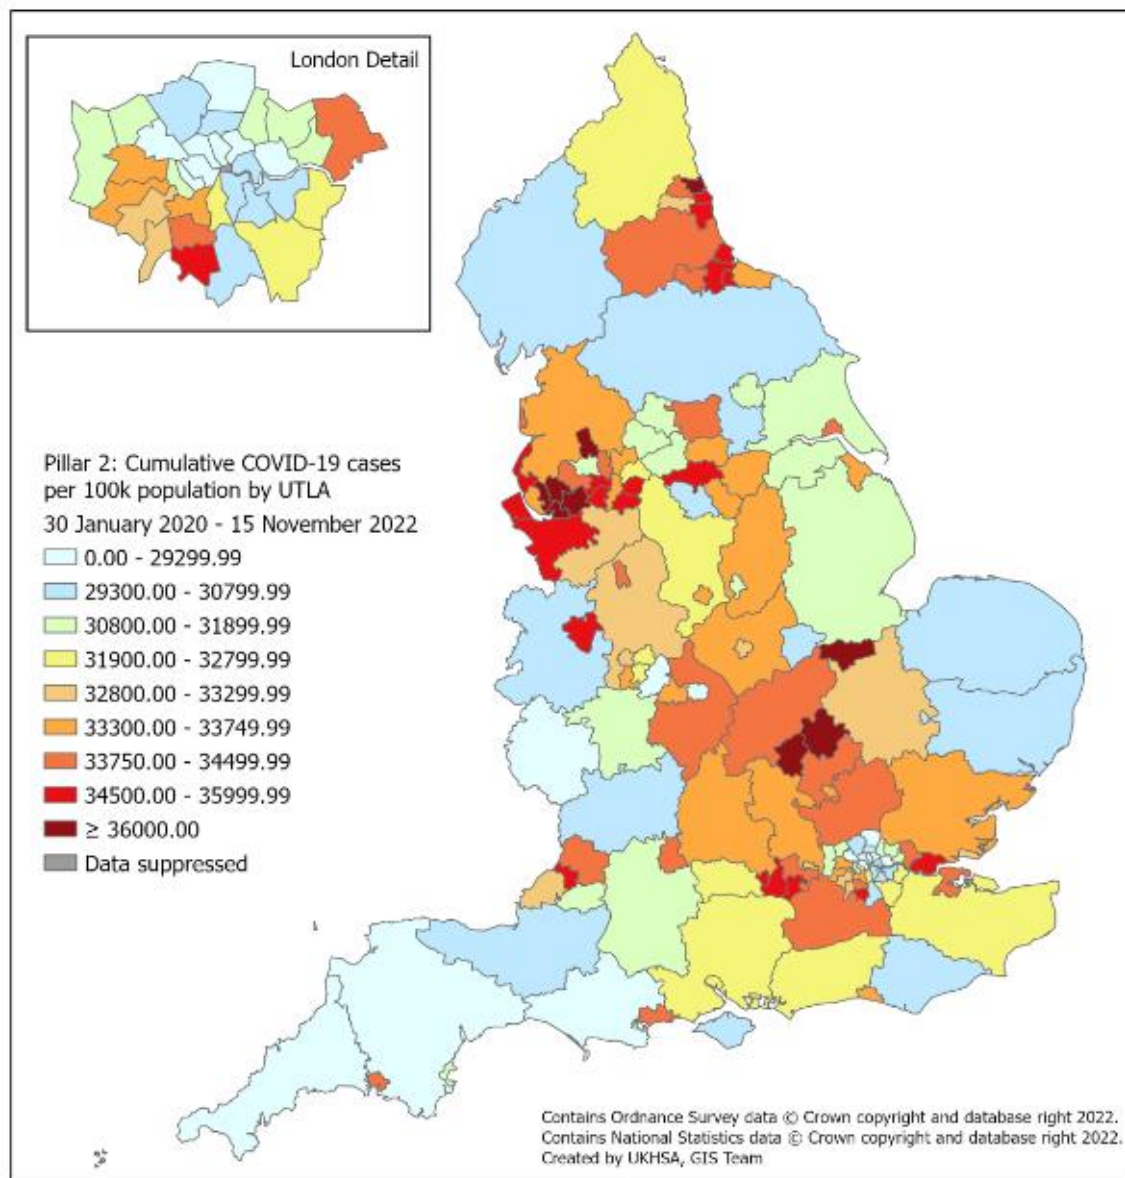 London Detail
Pillar 2: Cumulative COVID-19 cases
per 100k population by UTLA
30 January 2020 - 15 November 2022
0.00 - 29299.99
29300.00 - 30799.99
30800.00 - 31899.99
31900.00 - 32799.99
32800.00 - 33299.99
33300.00 - 33749.99
33750.00 - 34499.99
34500.00 - 35999.99
≥ 36000.00
Data suppressed
Contains Ordnance Survey data © Crown copyright and database right 2022.
Contains National Statistics data © Crown copyright and database right 2022.
Created by UKHSA, GIS Team